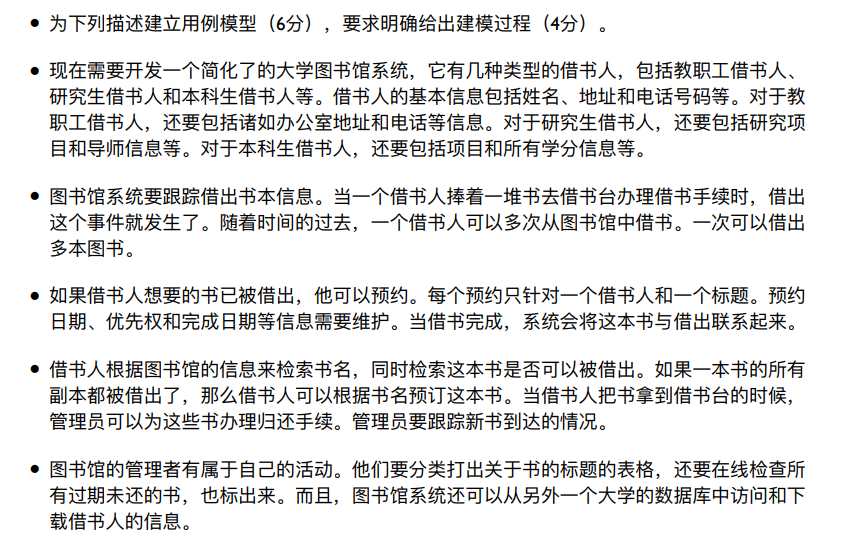 ● 为下列描述建立用例模型（6分），要求明确给出建模过程（4分）。
● 现在需要开发一个简化了的大学图书馆系统，它有几种类型的借书人，包括教职工借书人、
研究生借书人和本科生借书人等。借书人的基本信息包括姓名、地址和电话号码等。对于教
职工借书人，还要包括诸如办公室地址和电话等信息。对于研究生借书人，还要包括研究项
目和导师信息等。对于本科生借书人，还要包括项目和所有学分信息等。
● 图书馆系统要跟踪借出书本信息。当一个借书人捧着一堆书去借书台办理借书手续时，借出
这个事件就发生了。随着时间的过去，一个借书人可以多次从图书馆中借书。一次可以借出
多本图书。
● 如果借书人想要的书已被借出，他可以预约。每个预约只针对一个借书人和一个标题。预约
日期、优先权和完成日期等信息需要维护。当借书完成，系统会将这本书与借出联系起来。
● 借书人根据图书馆的信息来检索书名，同时检索这本书是否可以被借出。如果一本书的所有
副本都被借出了，那么借书人可以根据书名预订这本书。当借书人把书拿到借书台的时候，
管理员可以为这些书办理归还手续。管理员要跟踪新书到达的情况。
● 图书馆的管理者有属于自己的活动。他们要分类打出关于书的标题的表格，还要在线检查所
有过期未还的书，也标出来。而且，图书馆系统还可以从另外一个大学的数据库中访问和下
载借书人的信息。